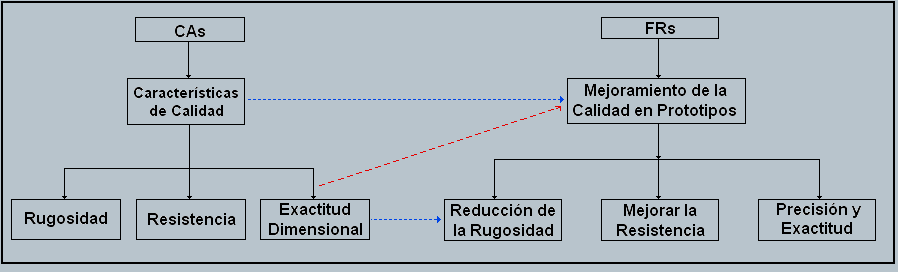 CAs
FRs
Características
de Calidad
Mejoramiento de la
Calidad en Prototipos
Rugosidad
Resistencia
Exactitud
Dimensional
Reducción de
la Rugosidad
Mejorar la
Resistencia
Precisión y
Exactitud